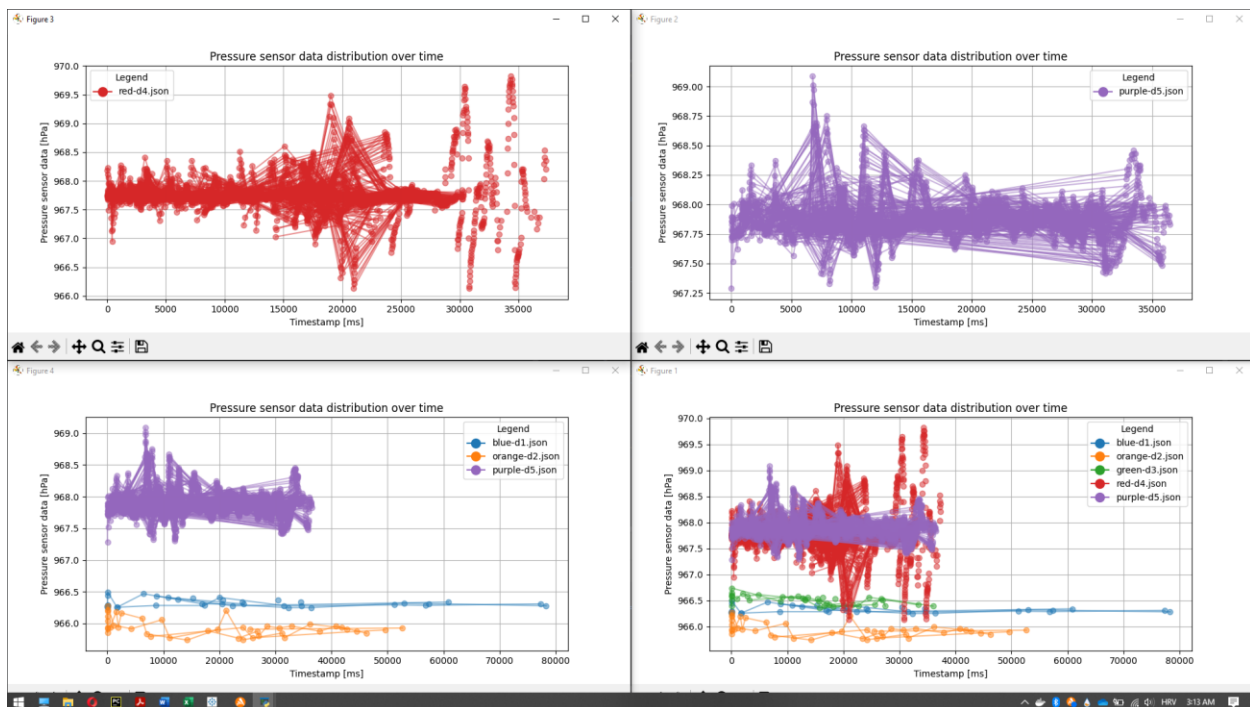 Figure 3
Pressure sensor data distribution over time
Legend
red-d4.json
Pressure sensor data [hPa]
970.0
969.5
969.0
968.5
968.0
967.5
967.0
966.5
966.0
0 5000 10000 15000 20000 25000 30000 35000
Timestamp [ms]
Figure 2
Pressure sensor data distribution over time
Legend
purple-d5.json
Pressure sensor data [hPa]
969.00
968.75
968.50
968.25
968.00
967.75
967.50
967.25
0 5000 10000 15000 20000 25000 30000 35000
Timestamp [ms]
Figure 4
Pressure sensor data distribution over time
Legend
blue-d1.json
orange-d2.json
purple-d5.json
Pressure sensor data [hPa]
969.0
968.5
968.0
967.5
967.0
966.5
966.0
0 10000 20000 30000 40000 50000 60000 70000 80000
Timestamp [ms]
Figure 1
Pressure sensor data distribution over time
Legend
blue-d1.json
orange-d2.json
green-d3.json
red-d4.json
purple-d5.json
Pressure sensor data [hPa]
970.0
969.5
969.0
968.5
968.0
967.5
967.0
966.5
966.0
0 10000 20000 30000 40000 50000 60000 70000 80000
Timestamp [ms]
HRV 3:13 AM